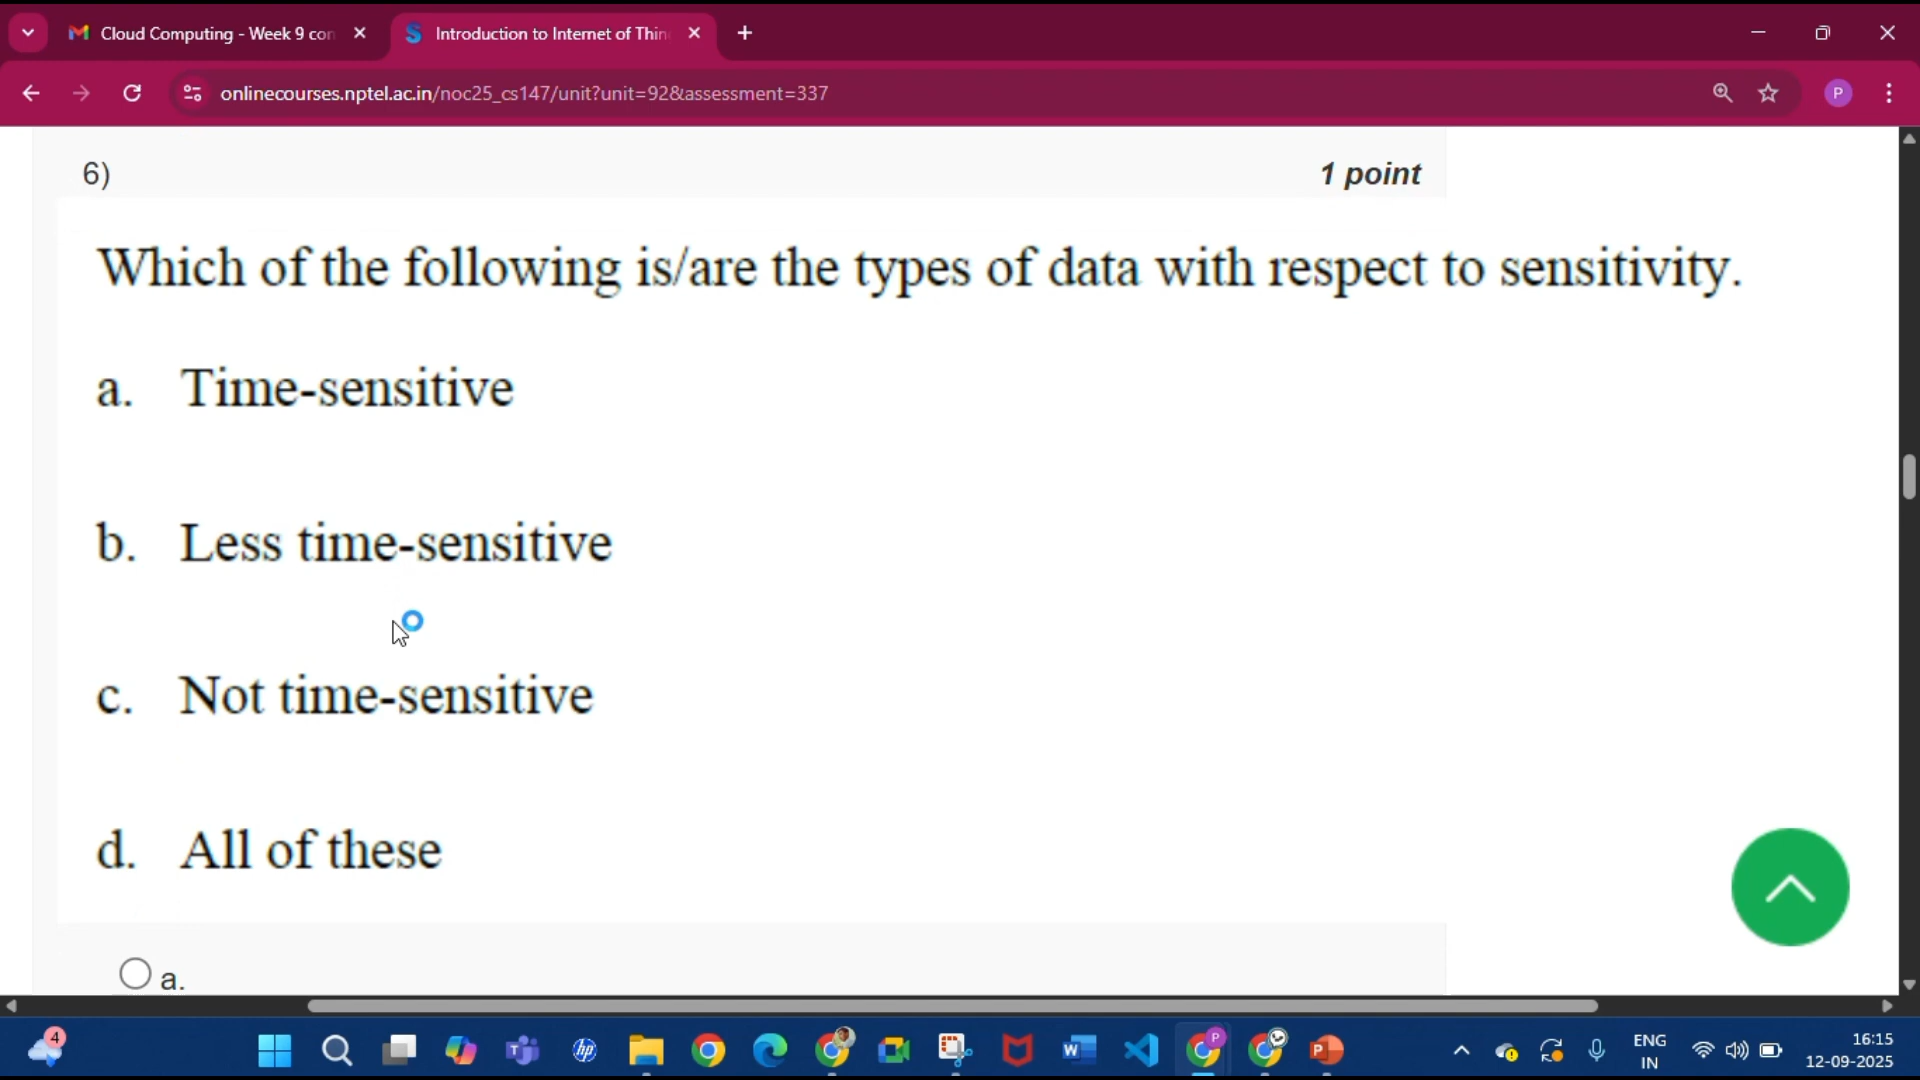 Cloud Computing - Week 9 con
Introduction to Internet of Thin
onlinecourses.nptel.ac.in/noc25_cs147/unit?unit=92&assessment=337
P
6)
1 point
Which of the following is/are the types of data with respect to sensitivity.
a. Time-sensitive
b. Less time-sensitive
c. Not time-sensitive
d. All of these
a.
4
ENG
IN
16:15
12-09-2025